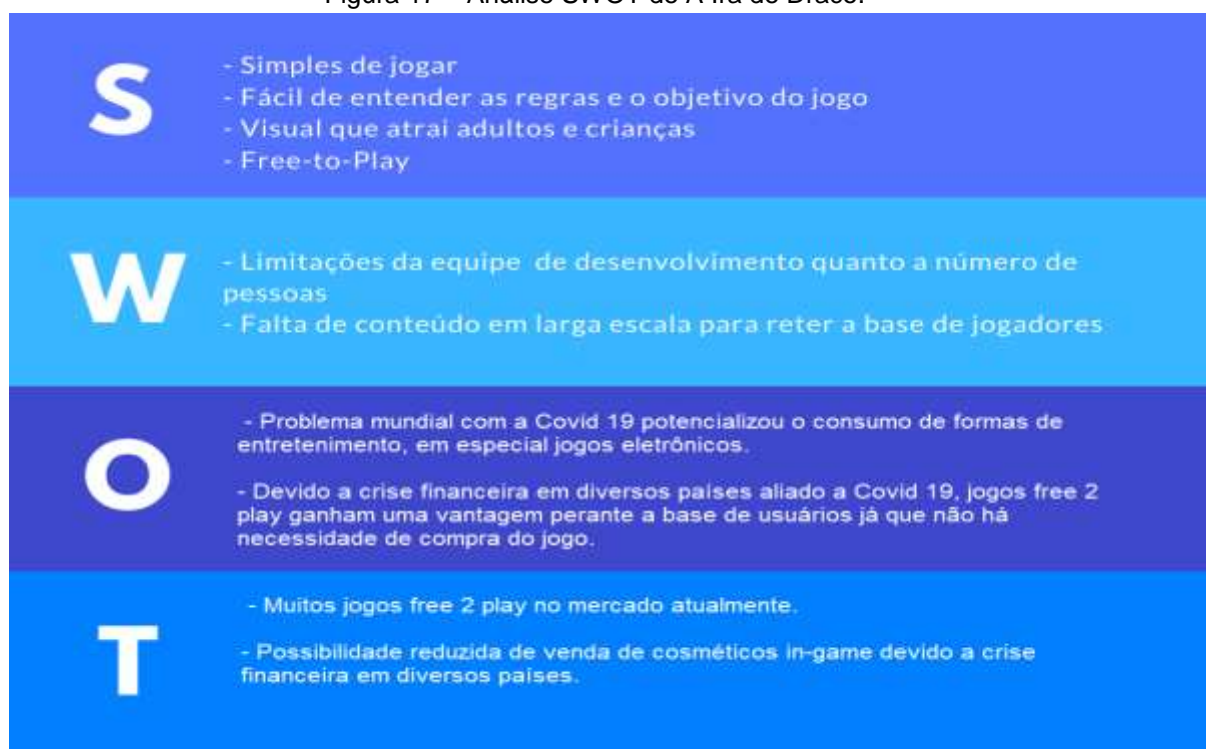 Figura – Análise SWOT A Ira Draco.
S
- Simples de jogar
- Fácil de entender as regras e o objetivo do jogo
- Visual que atrai adultos e crianças
- Free-to-Play
W
- Limitações da equipe de desenvolvimento quanto a número de
pessoas
- Falta de conteúdo em larga escala para reter a base de jogadores
O
- Problema mundial com a Covid 19 potencializou o consumo de formas de
entretenimento, em especial jogos eletrônicos.
- Devido a crise financeira em diversos países aliado a Covid 19, jogos free 2
play ganham uma vantagem perante a base de usuários já que não há
necessidade de compra do jogo.
T
- Muitos jogos free 2 play no mercado atualmente.
- Possibilidade reduzida de venda de cosméticos in-game devido a crise
financeira em diversos países.